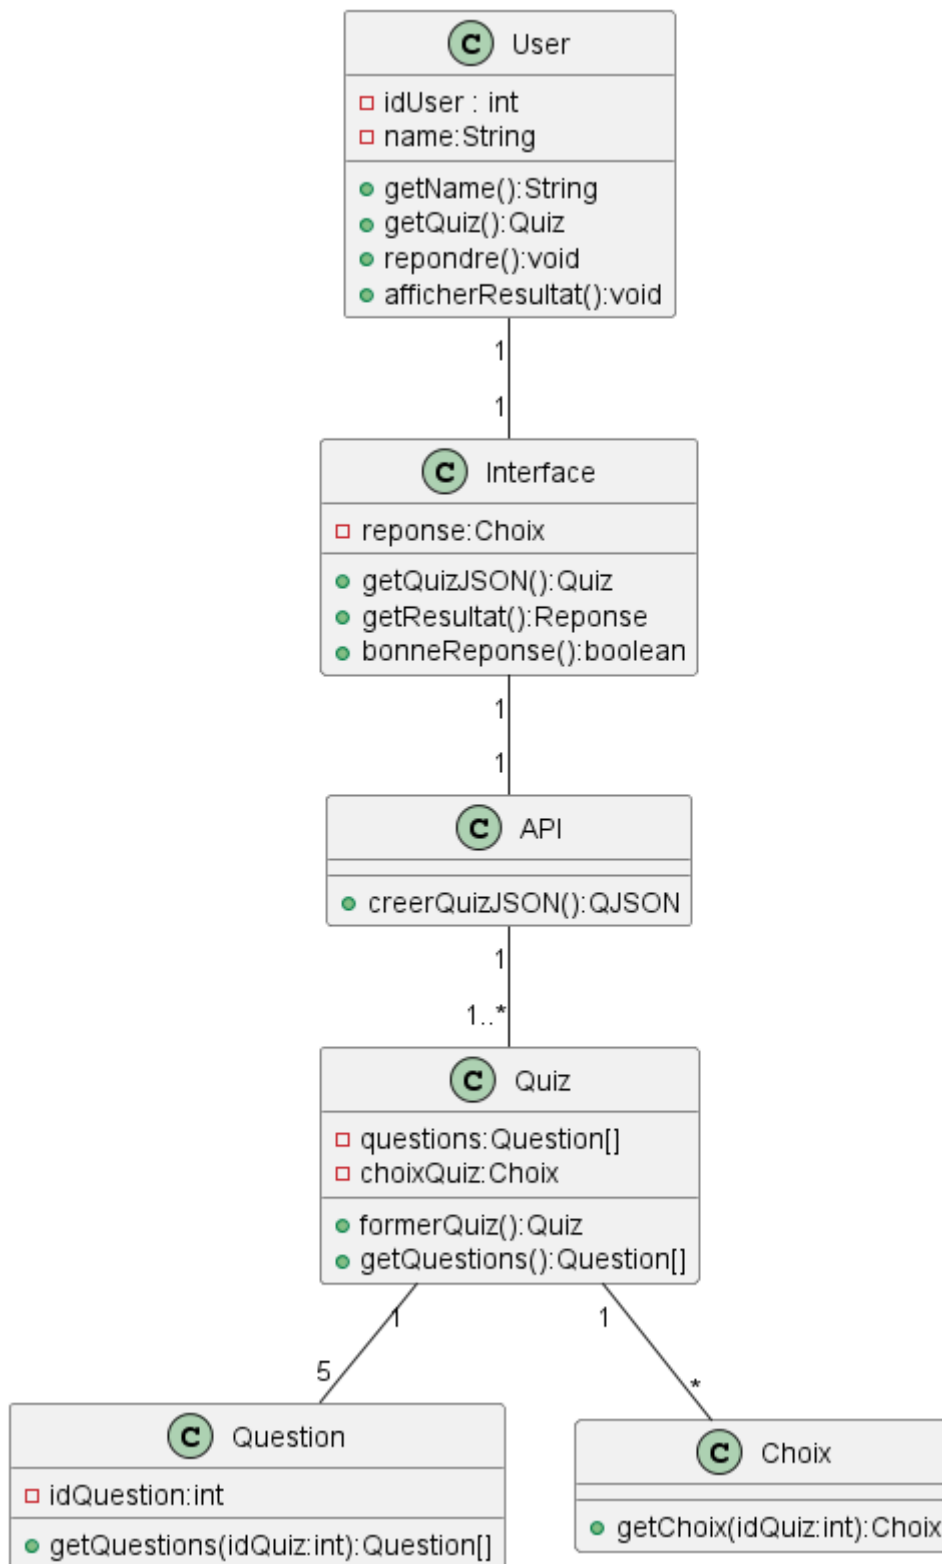 C User
idUser : int
name:String
getName():String
getQuiz():Quiz
repondre():void
afficherResultat():void
1
1
C Interface
reponse:Choix
getQuizJSON():Quiz
getResultat():Reponse
bonneReponse():boolean
1
1
C API
creerQuizJSON():QJSON
1
1..*
C Quiz
questions:Question[]
choixQuiz:Choix
formerQuiz():Quiz
getQuestions():Question[]
1
1
5
*
C Question
idQuestion:int
getQuestions(idQuiz:int):Question[]
C Choix
getChoix(idQuiz:int):Choix